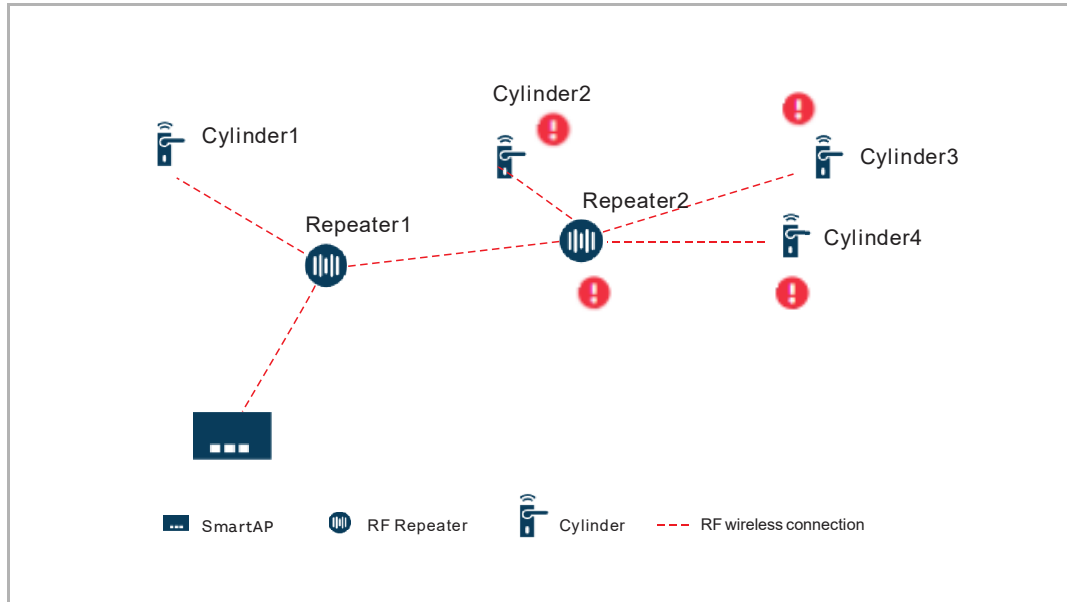 Cylinder2
Cylinder1
Cylinder3
Repeater2
Repeater1
Cylinder4
SmartAP
RF Repeater
Cylinder
RF wireless connection